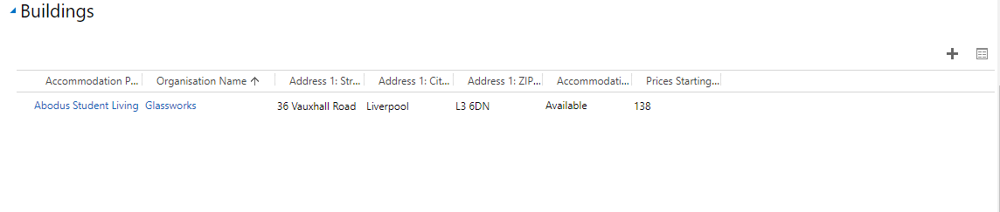 Buildings
Accommodation P... Organisation Name Address 1: Str... Address 1: Cit... Address 1: ZIP... Accommodati... Prices Starting...
Abodus Student Living Glassworks 36 Vauxhall Road Liverpool L3 6DN Available 138